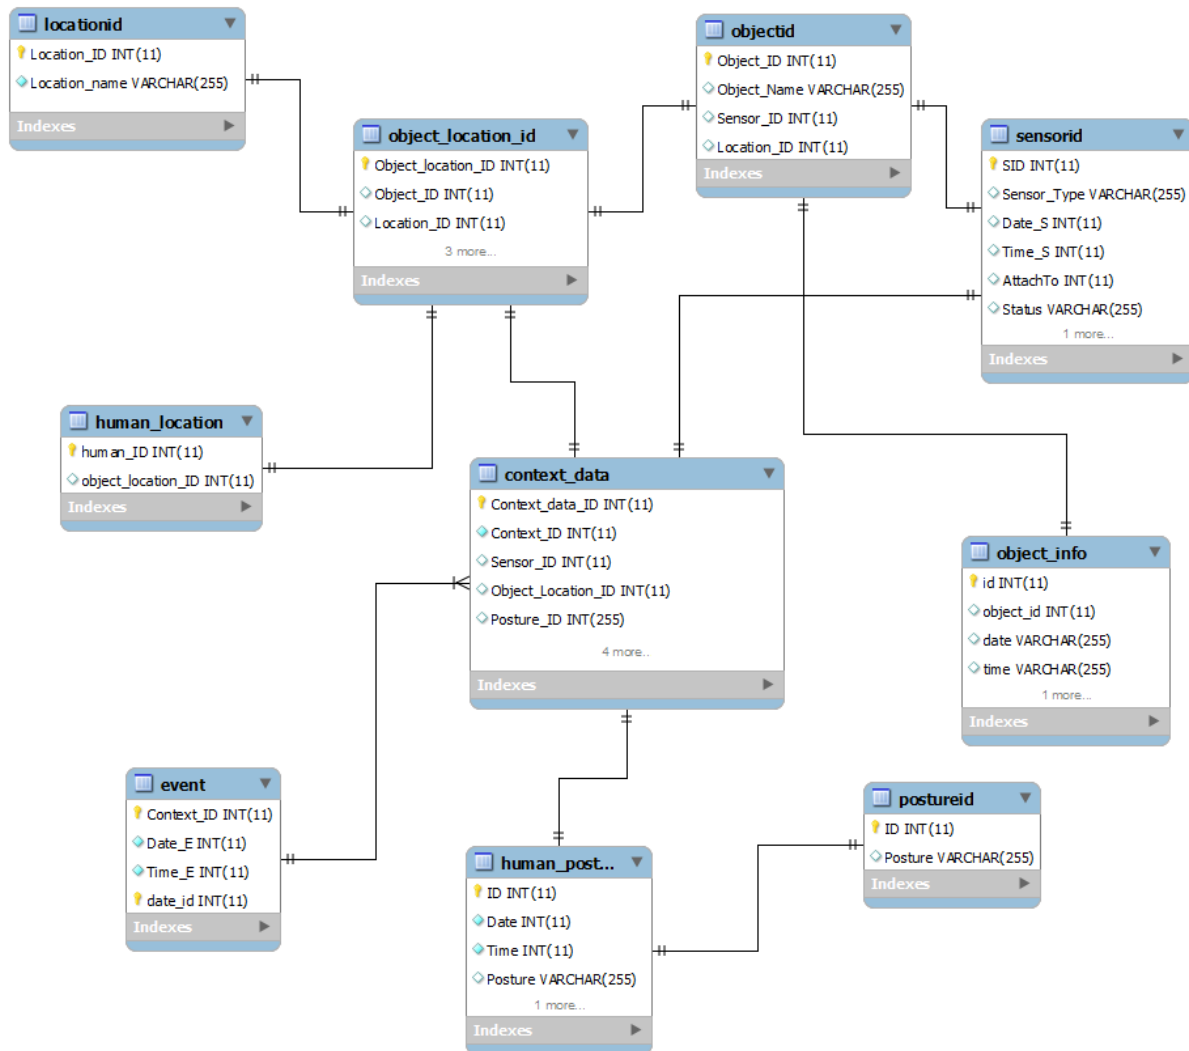 locationid
Location_ID INT(11)
Location_name VARCHAR(255)
Indexes
objectid
Object_ID INT(11)
Object_Name VARCHAR(255)
Sensor_ID INT(11)
Location_ID INT(11)
Indexes
object_location_id
Object_location_ID INT(11)
Object_ID INT(11)
Location_ID INT(11)
3 more...
Indexes
sensorid
SID INT(11)
Sensor_Type VARCHAR(255)
Date_S INT(11)
Time_S INT(11)
AttachTo INT(11)
Status VARCHAR(255)
1 more...
Indexes
human_location
human_ID INT(11)
object_location_ID INT(11)
Indexes
context_data
Context_data_ID INT(11)
Context_ID INT(11)
Sensor_ID INT(11)
Object_Location_ID INT(11)
Posture_ID INT(255)
4 more..
Indexes
object_info
id INT(11)
object_id INT(11)
date VARCHAR(255)
time VARCHAR(255)
1 more...
Indexes
event
Context_ID INT(11)
Date_E INT(11)
Time_E INT(11)
date_id INT(11)
Indexes
human_post...
ID INT(11)
Date INT(11)
Time INT(11)
Posture VARCHAR(255)
1 more...
Indexes
postureid
ID INT(11)
Posture VARCHAR(255)
Indexes